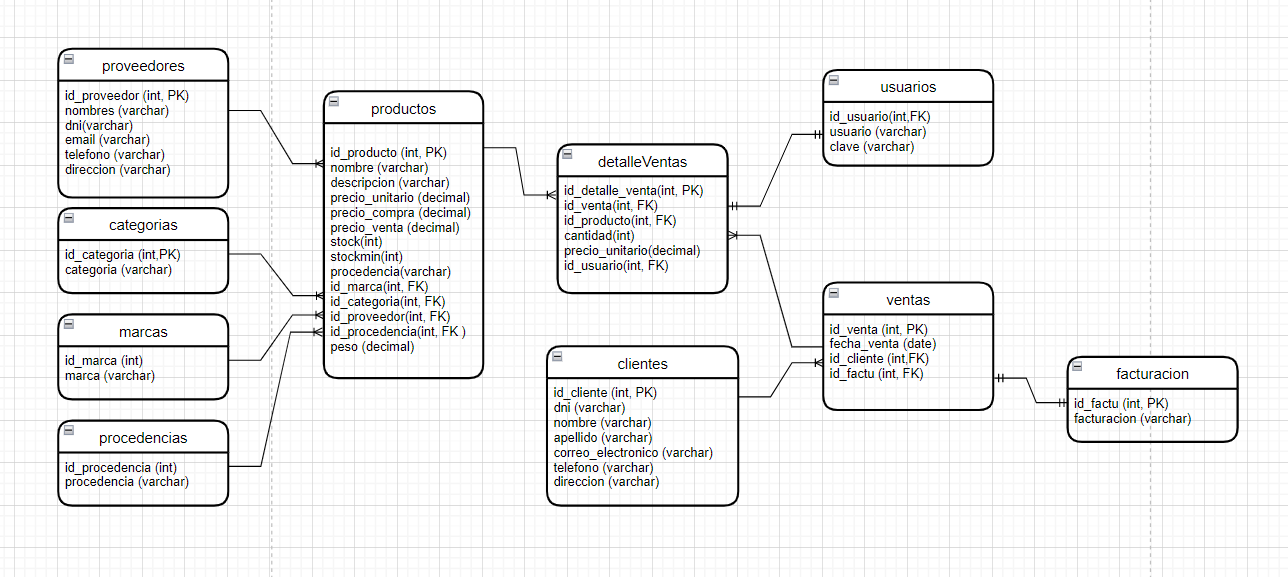 proveedores
id_proveedor (int, PK)
nombres (varchar)
dni(varchar)
email (varchar)
telefono (varchar)
direccion (varchar)
categorias
id_categoria (int,PK)
categoria (varchar)
marcas
id_marca (int)
marca (varchar)
procedencias
id_procedencia (int)
procedencia (varchar)
productos
id_producto (int, PK)
nombre (varchar)
descripcion (varchar)
precio_unitario (decimal)
precio_compra (decimal)
precio_venta (decimal)
stock(int)
stockmin(int)
procedencia(varchar)
id_marca(int, FK)
id_categoria(int, FK)
id_proveedor(int, FK)
id_procedencia(int, FK )
peso (decimal)
detalleVentas
id_detalle_venta(int, PK)
id_venta(int, FK)
id_producto(int, FK)
cantidad(int)
precio_unitario(decimal)
id_usuario(int, FK)
clientes
id_cliente (int, PK)
dni (varchar)
nombre (varchar)
apellido (varchar)
correo_electronico (varchar)
telefono (varchar)
direccion (varchar)
usuarios
id_usuario(int,FK)
usuario (varchar)
clave (varchar)
ventas
id_venta (int, PK)
fecha_venta (date)
id_cliente (int,FK)
id_factu (int, FK)
facturacion
id_factu (int, PK)
facturacion (varchar)